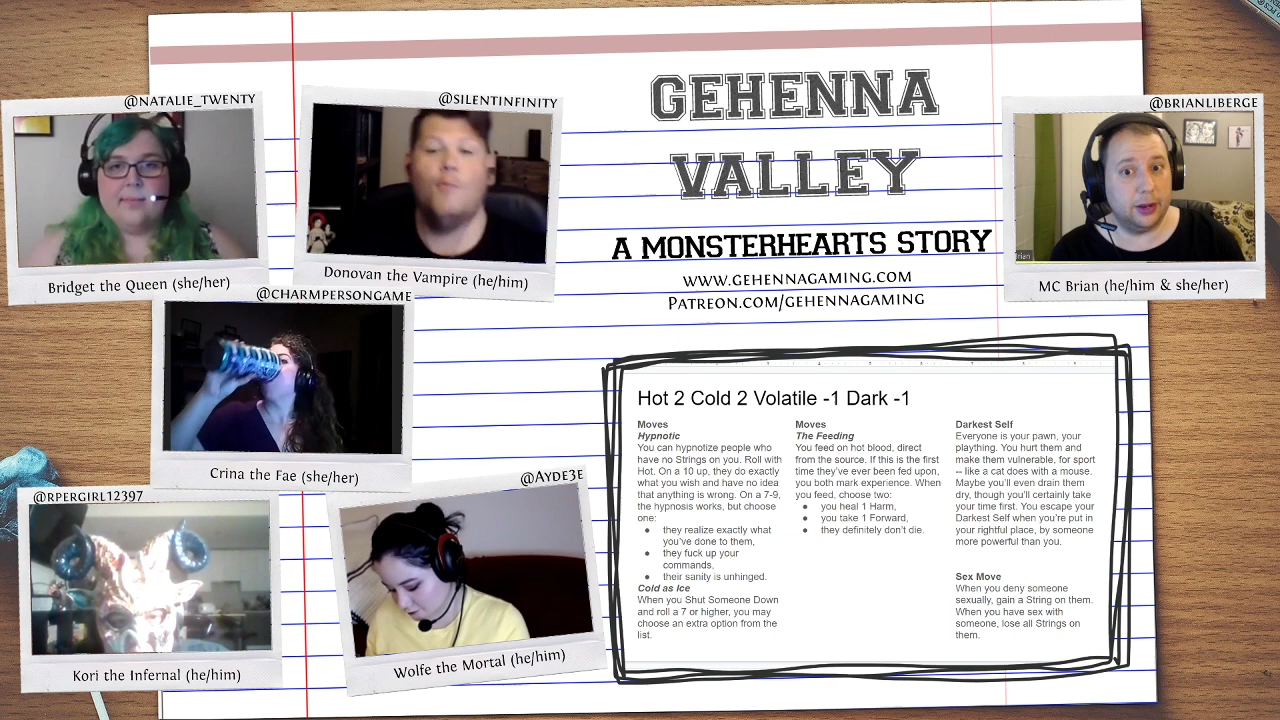 @NATALIE_TWENTY
Bridget the Queen (she/her)
@SILENTINFINITY
Donovan the Vampire (he/him)
@CHARMPERSONGAME
Crina the Fae (she/her)
@RPERGIRL12397
Kori the Infernal (he/him)
@AYDE3E
Wolfe the Mortal (he/him)
GEHENNA
VALLEY
A MONSTERHEARTS STORY
WWW.GEHENNAGAMING.COM
PATREON.COM/GEHENNAGAMING
@BRIANLIBERGE
Brian
MC Brian (he/him & she/her)
Hot 2 Cold 2 Volatile -1 Dark -1
Moves
Hypnotic
You can hypnotize people who
have no Strings on you. Roll with
Hot. On a 10 up, they do exactly
what you wish and have no idea
that anything is wrong. On a 7-9,
the hypnosis works, but choose
one:
● they realize exactly what
you've done to them,
● they fuck up your
commands,
● their sanity is unhinged.
Cold as Ice
When you Shut Someone Down
and roll a 7 or higher, you may
choose an extra option from the
list.
Moves
The Feeding
You feed on hot blood, direct
from the source. If this is the first
time they've ever been fed upon,
you both mark experience. When
you feed, choose two:
● you heal 1 Harm,
● you take 1 Forward,
● they definitely don't die.
Darkest Self
Everyone is your pawn, your
plaything. You hurt them and
make them vulnerable, for sport
-- like a cat does with a mouse.
Maybe you'll even drain them
dry, though you'll certainly take
your time first. You escape your
Darkest Self when you're put in
your rightful place, by someone
more powerful than you.
Sex Move
When you deny someone
sexually, gain a String on them.
When you have sex with
someone, lose all Strings on
them.